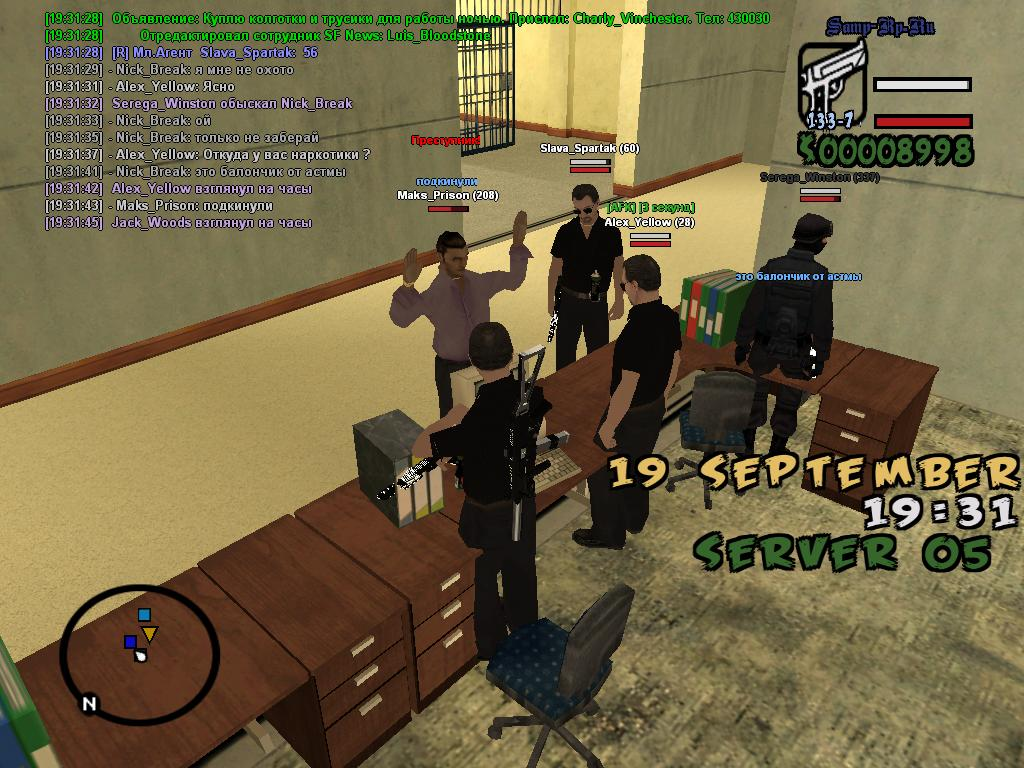 [19:31:28] Объявление: Куплю колготки и трусики для работы ночью. Прислал: Charly_Vinchester. Тел: 430030
[19:31:28] Отредактировал сотрудник SF News: Luis_Bloodstone
[19:31:28] [R] Мл.Агент Slava_Spartak: 56
[19:31:29] - Nick_Break: я мне не охото
[19:31:31] - Alex_Yellow: Ясно
[19:31:32] Serega_Winston обыскал Nick_Break
[19:31:33] - Nick_Break: ой
[19:31:35] - Nick_Break: только не заберай
[19:31:37] - Alex_Yellow: Откуда у вас наркотики ?
[19:31:41] - Nick_Break: это балончик от астмы
[19:31:42] Alex_Yellow взглянул на часы
[19:31:43] - Maks_Prison: подкинули
[19:31:45] Jack_Woods взглянул на часы
Samp-Rp.Ru
133-7
$00008998
Преступник!
Slava_Spartak (60)
Serega_Winston (337)
подкинули
Maks_Prison (208)
[AFK] [3 секунд]
Alex_Yellow (28)
это балончик от астмы
19 SEPTEMBER
19:31
SERVER 05
N